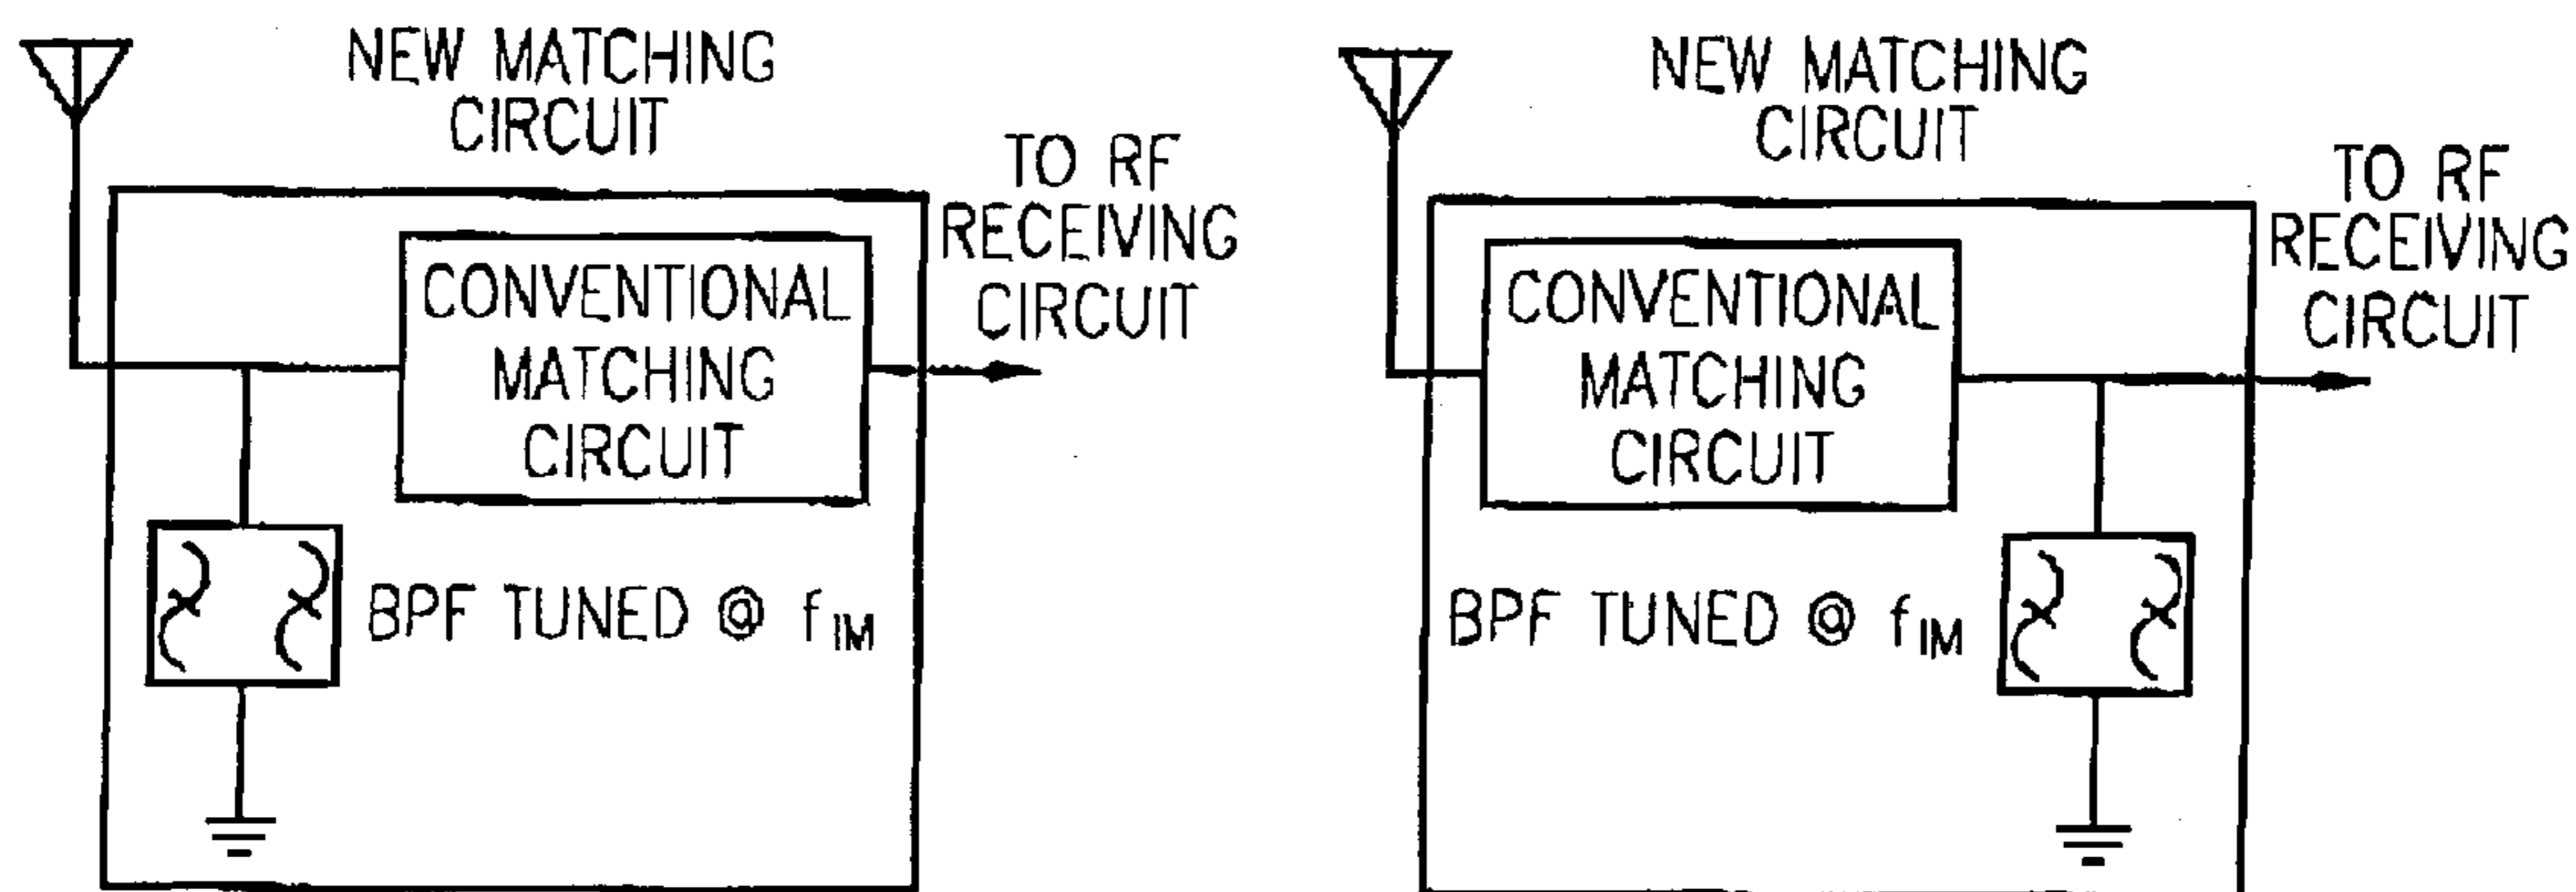 NEW MATCHING
CIRCUIT
TO RF
RECEIVING
CIRCUIT
CONVENTIONAL
MATCHING
CIRCUIT
BPF TUNED @ fIM
NEW MATCHING
CIRCUIT
TO RF
RECEIVING
CIRCUIT
CONVENTIONAL
MATCHING
CIRCUIT
BPF TUNED @ fIM